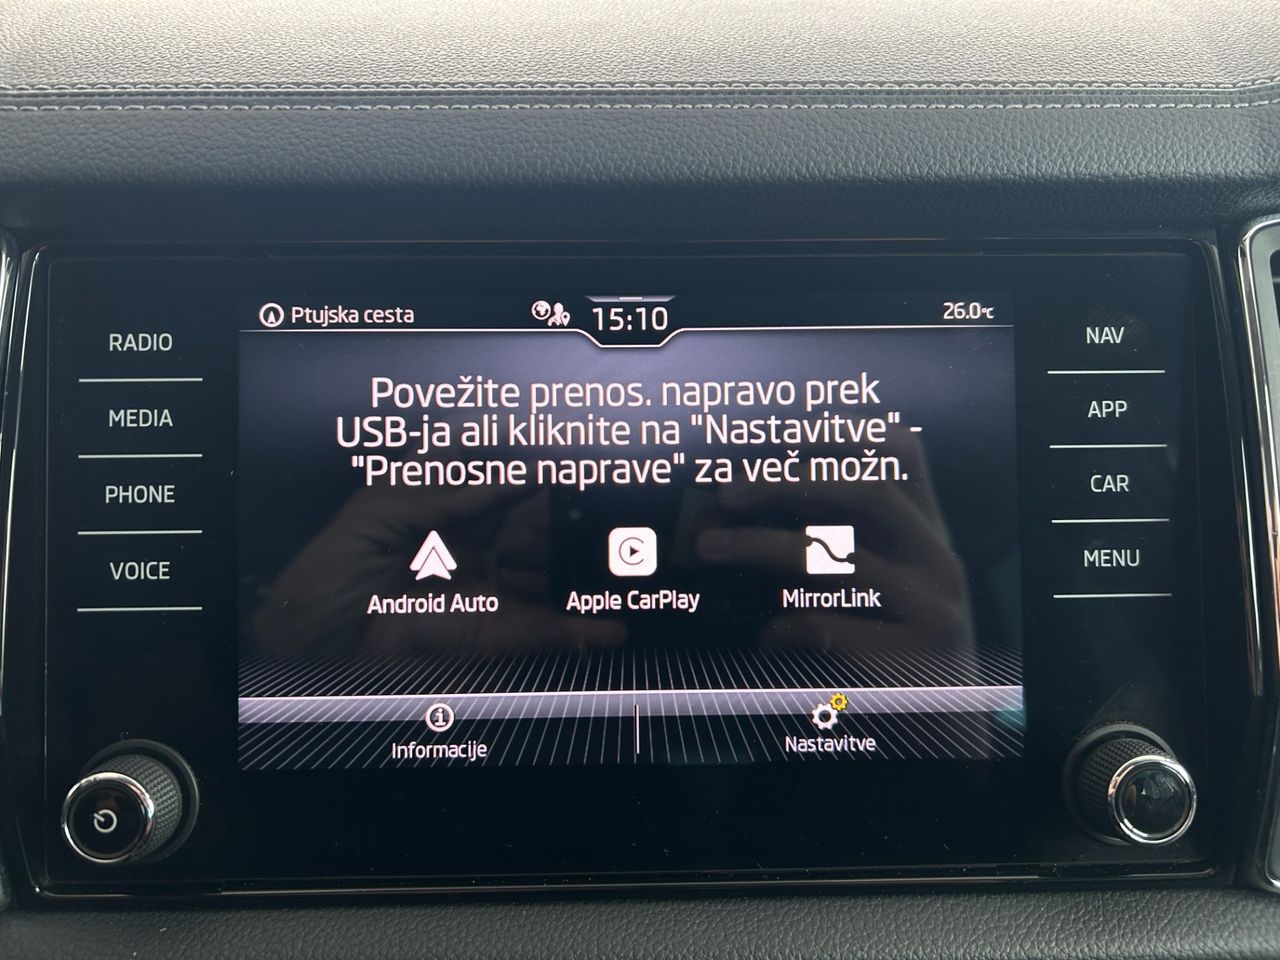 Ptujska cesta
15:10
26.0°C
RADIO
MEDIA
PHONE
VOICE
Povežite prenos. napravo prek
USB-ja ali kliknite na "Nastavitve" -
"Prenosne naprave" za več možn.
Android Auto
Apple CarPlay
MirrorLink
Informacije
Nastavitve
NAV
APP
CAR
MENU